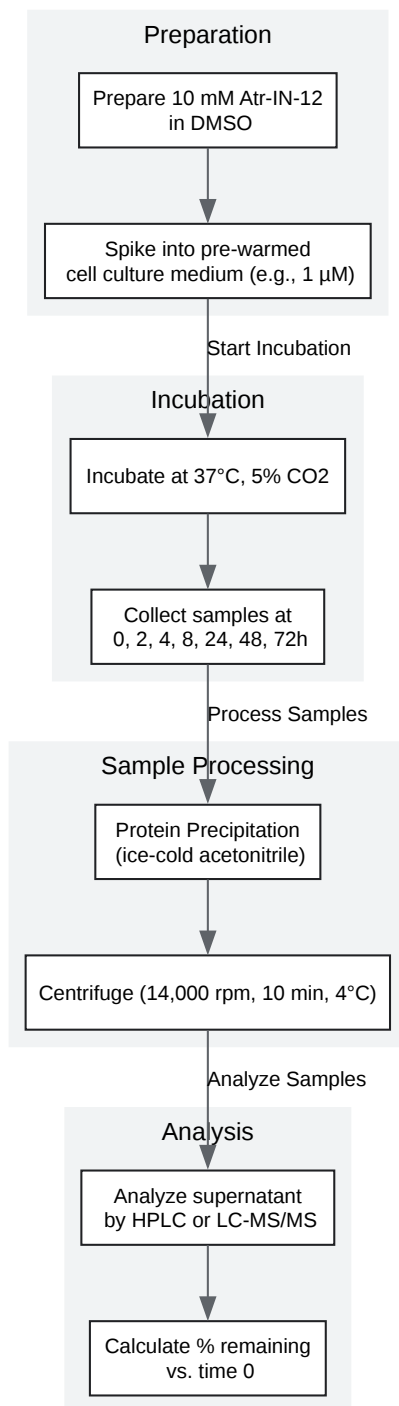 Preparation
Prepare 10 mM Atr-IN-12
in DMSO
Spike into pre-warmed
cell culture medium (e.g., 1 µM)
Start Incubation
Incubation
Incubate at 37°C, 5% CO2
Collect samples at
0, 2, 4, 8, 24, 48, 72h
Process Samples
Sample Processing
Protein Precipitation
(ice-cold acetonitrile)
Centrifuge (14,000 rpm, 10 min, 4°C)
Analyze Samples
Analysis
Analyze supernatant
by HPLC or LC-MS/MS
Calculate % remaining
vs. time 0